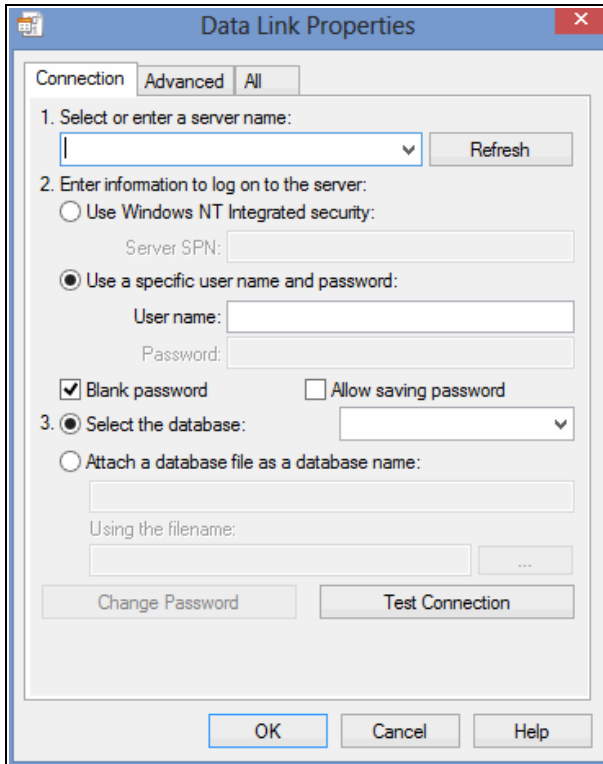 Data Link Properties
Connection Advanced All
1. Select or enter a server name:
Refresh
2. Enter information to log on to the server:
Use Windows NT Integrated security:
Server SPN:
Use a specific user name and password:
User name:
Password:
Blank password Allow saving password
3. Select the database:
Attach a database file as a database name:
Using the filename:
...
Change Password Test Connection
OK Cancel Help